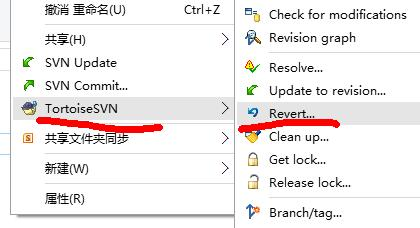 撤消 重命名(U) Ctrl+Z
共享(H)
SVN Update
SVN Commit...
TortoiseSVN
共享文件夹同步
新建(W)
属性(R)
Check for modifications
Revision graph
Resolve...
Update to revision...
Revert...
Clean up...
Get lock...
Release lock...
Branch/tag...